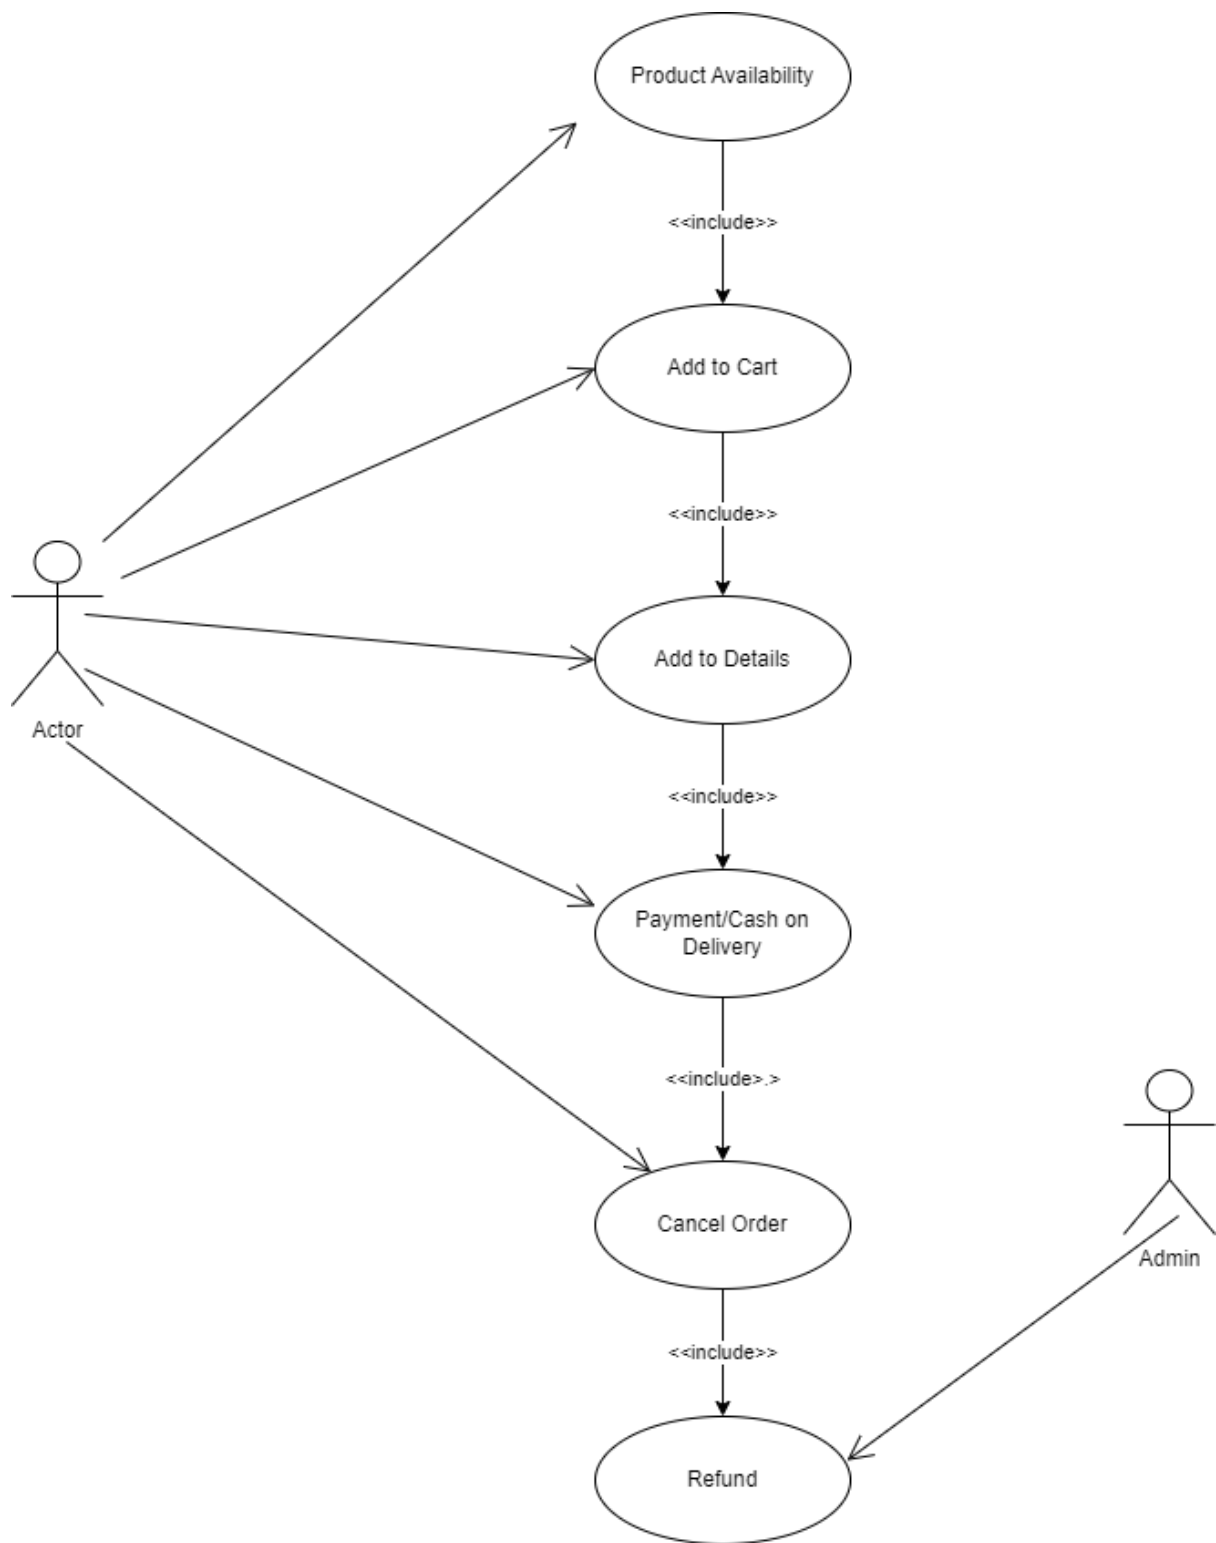 Product Availability
<<include>>
Add to Cart
<<include>>
Add to Details
Actor
<<include>>
Payment/Cash on
Delivery
<<include>.>
Cancel Order
Admin
<<include>>
Refund